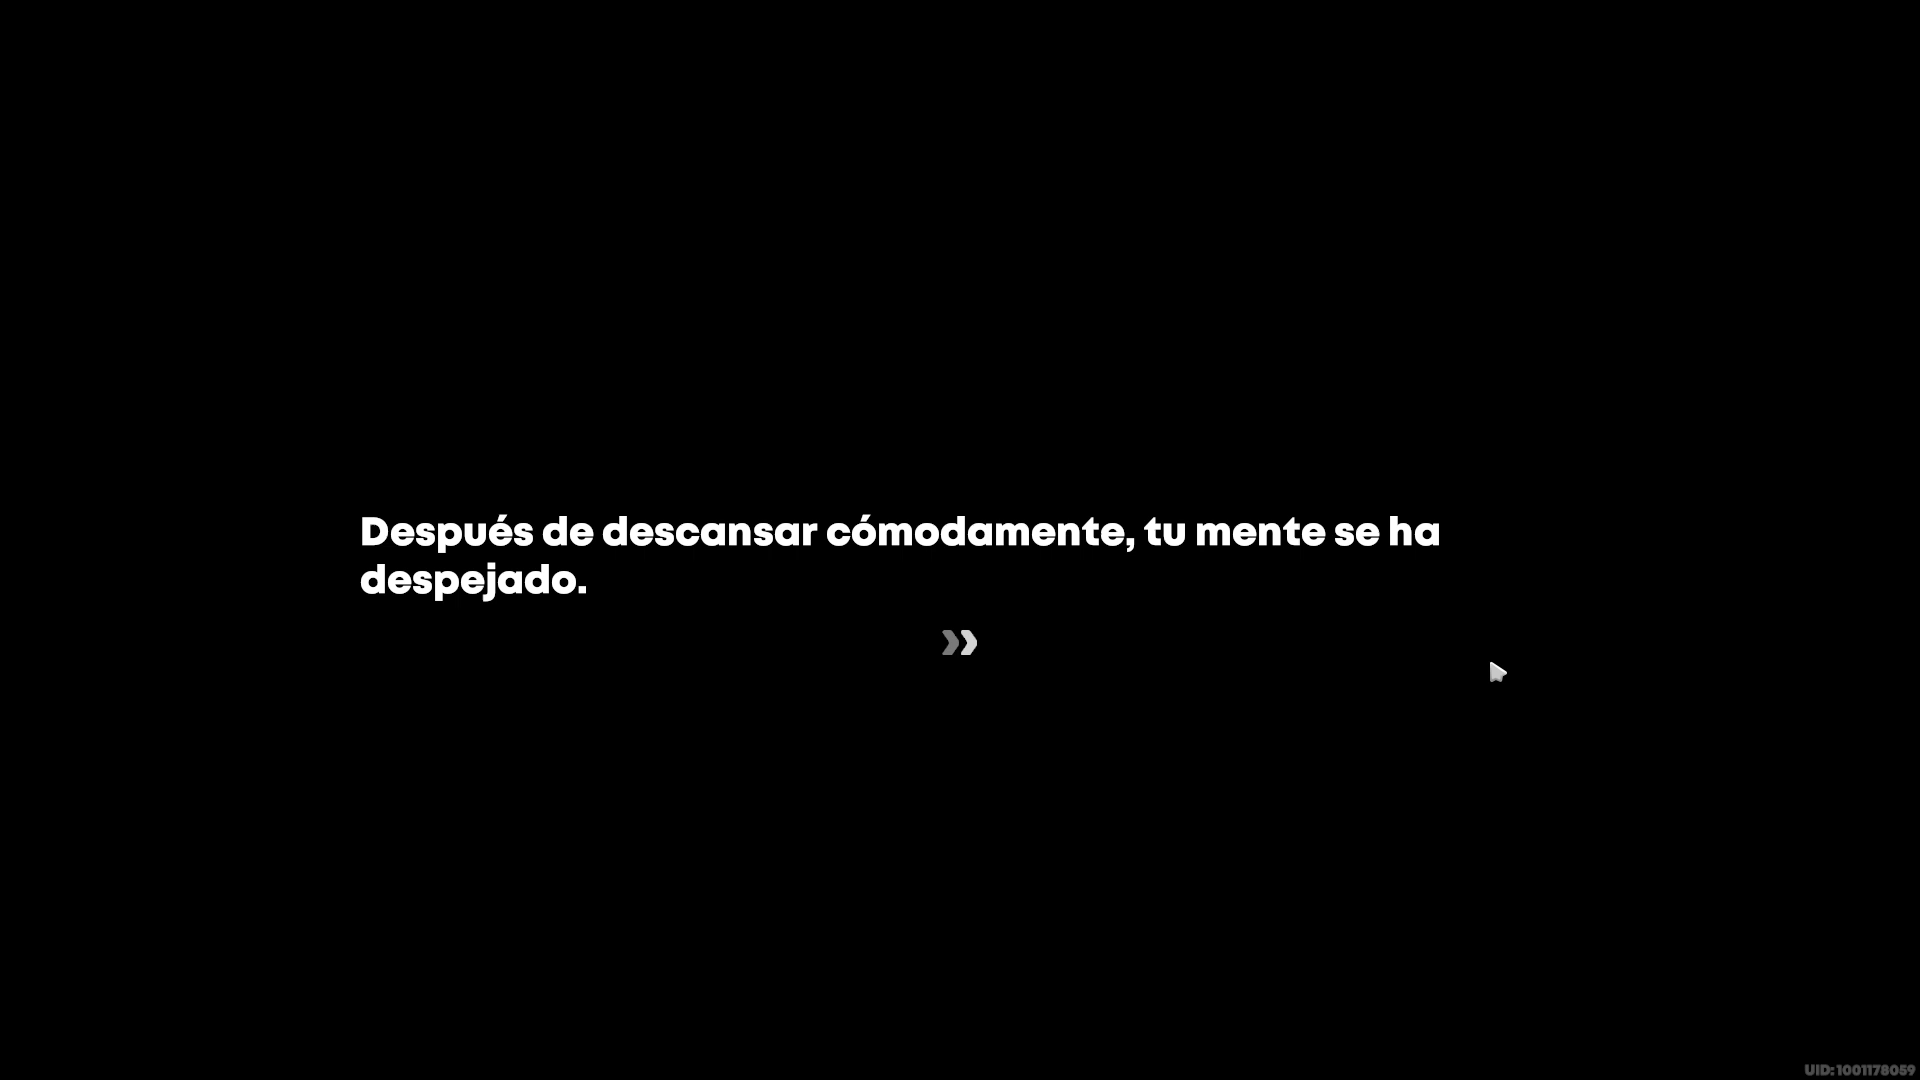 Después de descansar cómodamente, tu mente se ha
despejado.
UID: 1001178059